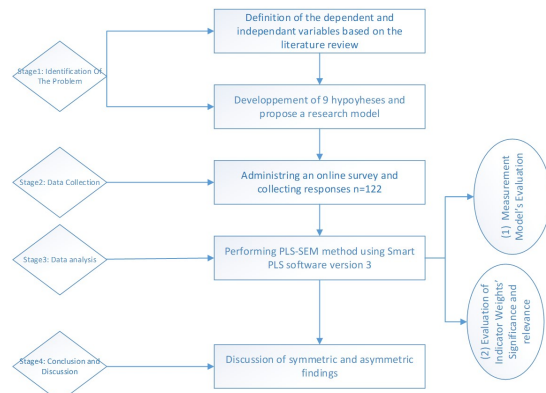 Definition of the dependent and
independant variables based on the
literature review
Stage1: Identification Of
The Problem
Developpement of 9 hypoyheses and
propose a research model
Stage2: Data Collection
Administring an online survey and
collecting responses n=122
(1) Measurement
Model's Evaluation
Stage3: Data analysis
Performing PLS-SEM method using Smart
PLS software version 3
(2) Evaluation of
Indicator Weights'
Significance and
relevance
Stage4: Conclusion and
Discussion
Discussion of symmetric and asymmetric
findings